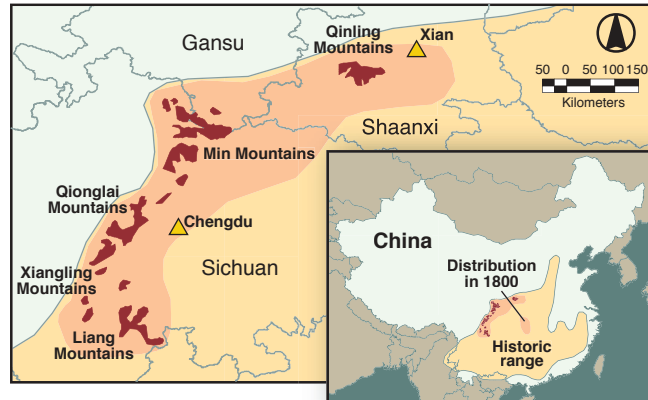 Gansu
Qinling
Mountains
Xian
50 0 50 100 150
Kilometers
Shaanxi
Min Mountains
Qionglai
Mountains
Chengdu
Sichuan
Xiangling
Mountains
Liang
Mountains
China
Distribution
in 1800
Historic
range